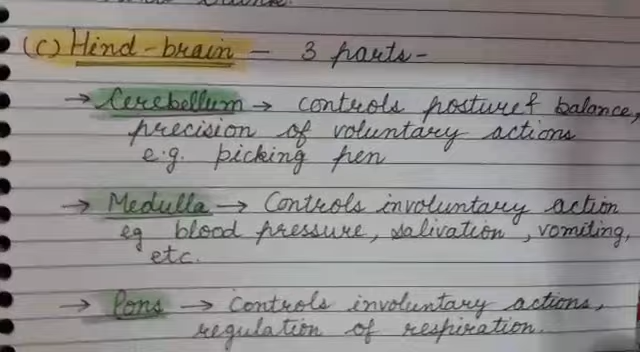 (C) Hind-brain - 3 parts-
→ Cerebellum → controls posture & balance,
precision of voluntary actions
e.g. picking pen
→ Medulla → Controls involuntary action
eg blood pressure, salivation, vomiting,
etc.
→ Pons → Controls involuntary actions,
regulation of respiration.